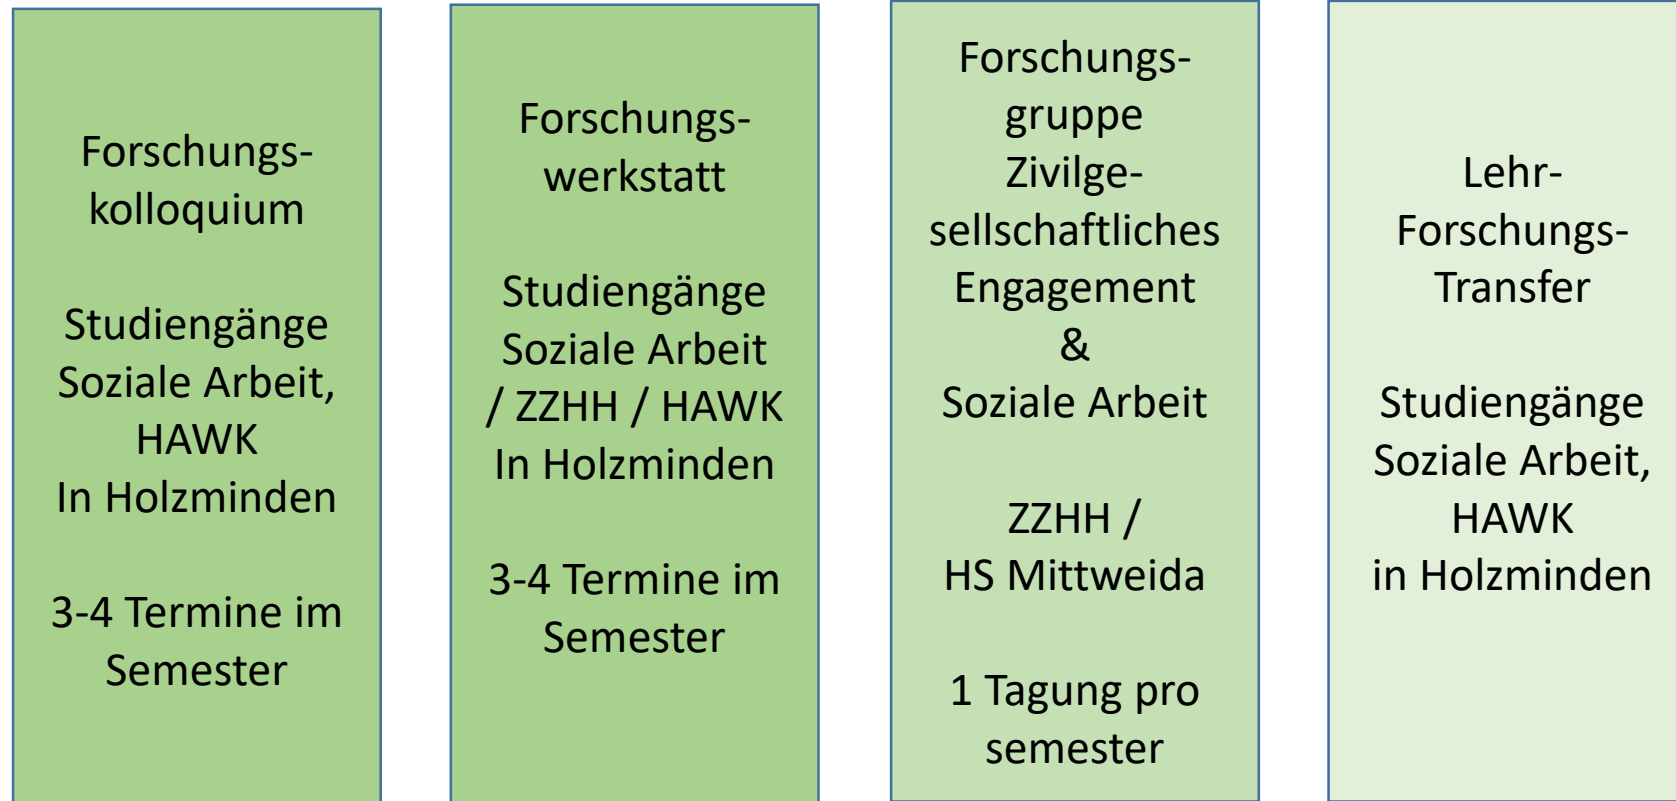 Forschungs-
kolloquium
Studiengänge
Soziale Arbeit,
HAWK
In Holzminden
3-4 Termine im
Semester
Forschungs-
werkstatt
Studiengänge
Soziale Arbeit
/ ZZHH / HAWK
In Holzminden
3-4 Termine im
Semester
Forschungs-
gruppe
Zivilge-
sellschaftliches
Engagement
&
Soziale Arbeit
ZZHH /
HS Mittweida
1 Tagung pro
semester
Lehr-
Forschungs-
Transfer
Studiengänge
Soziale Arbeit,
HAWK
in Holzminden